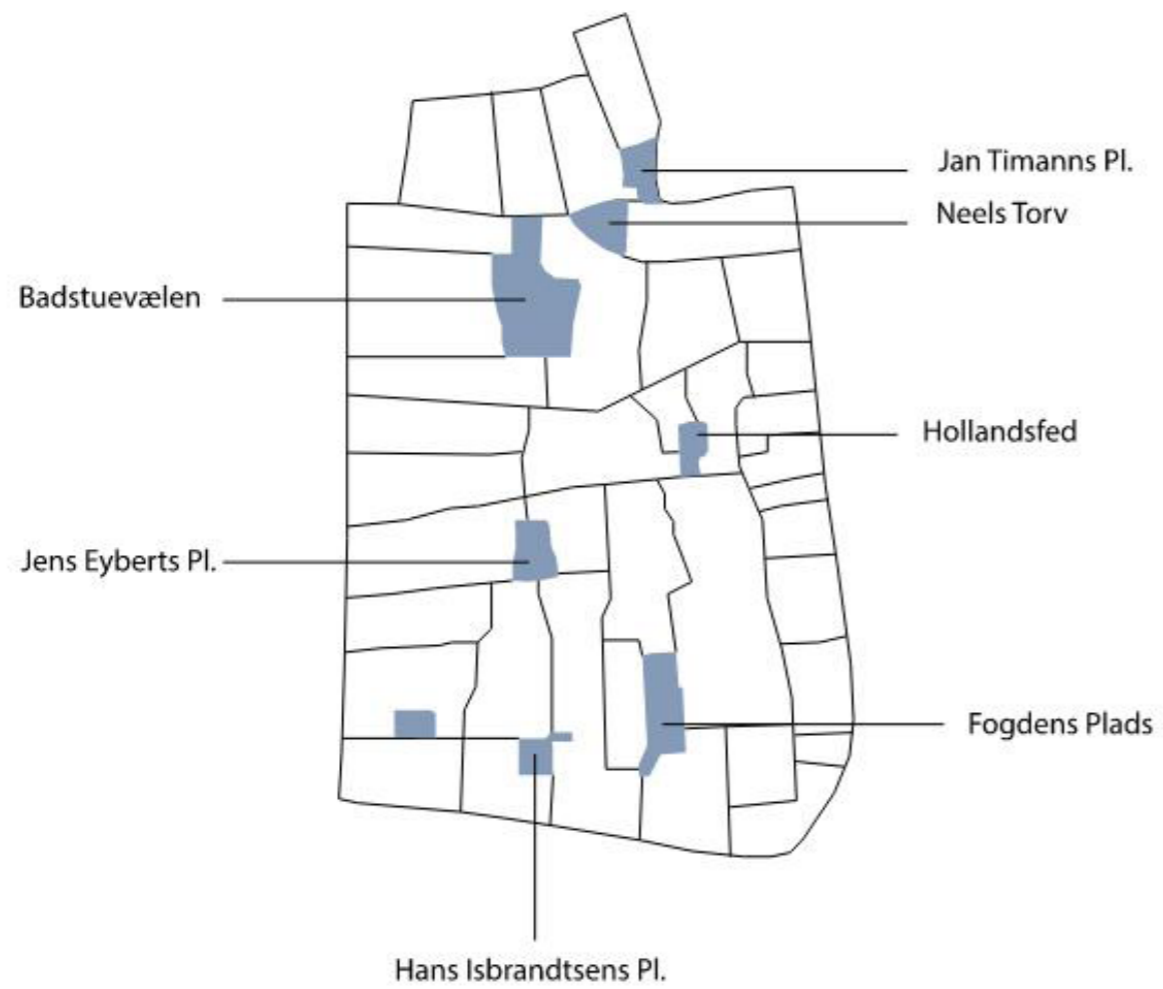 Jan Timanns Pl.
Neels Torv
Badstuevælen
Hollandsfed
Jens Eyberts Pl.
Fogdens Plads
Hans Isbrandtsens Pl.